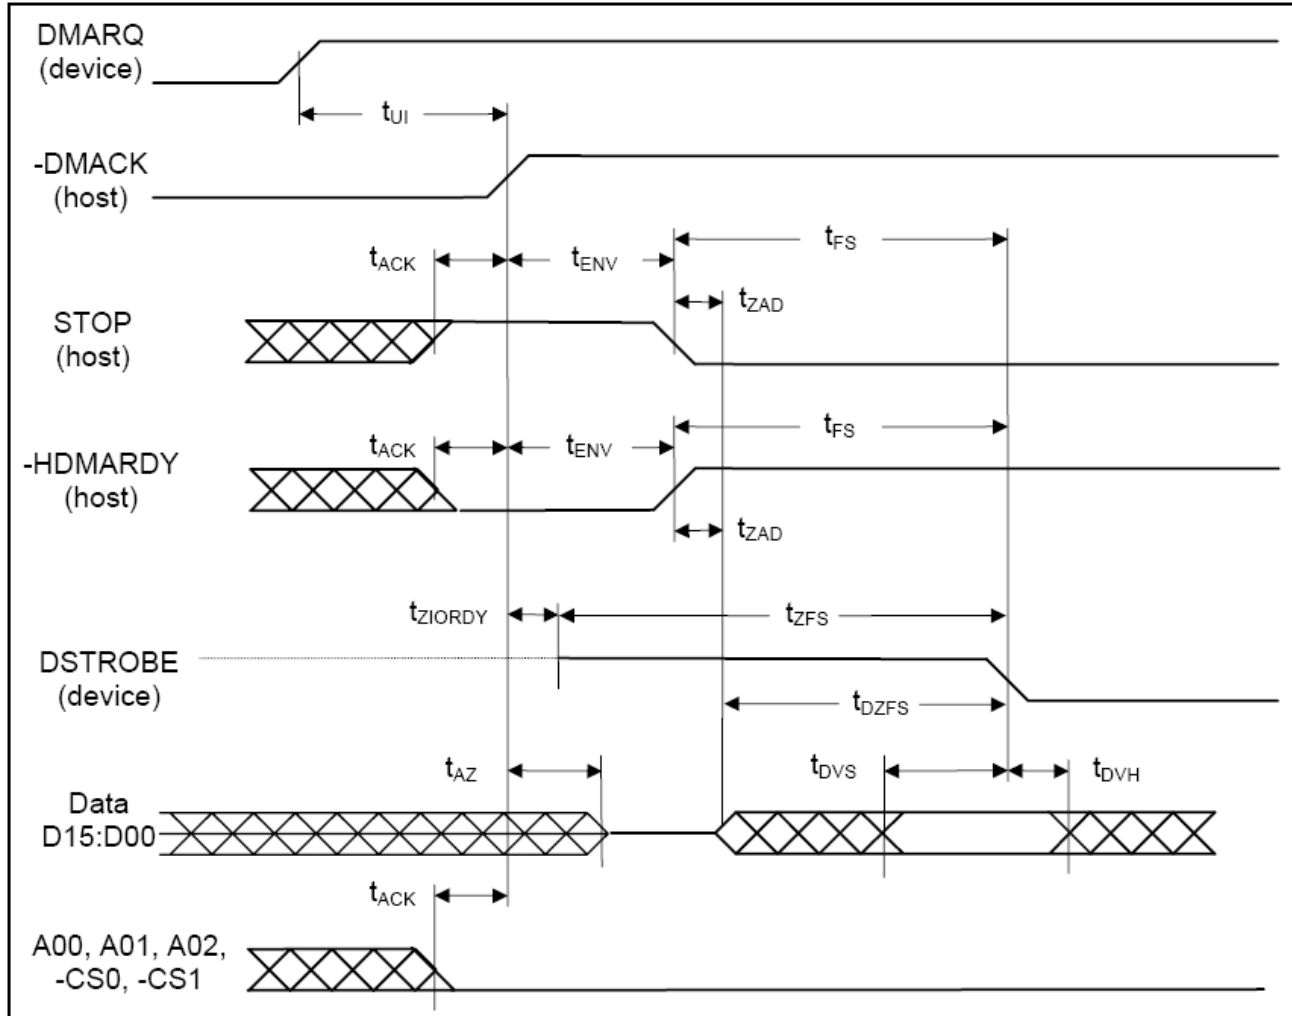 DMARQ
(device)
tUI
-DMACK
(host)
tFS
tACK
tENV
tZAD
STOP
(host)
tFS
tACK
tENV
-HDMARDY
(host)
tZAD
tZIORDY
tZFS
DSTROBE
(device)
tDZFS
tAZ
tDVS
tDVH
Data
D15:D00
tACK
A00, A01, A02,
-CS0, -CS1